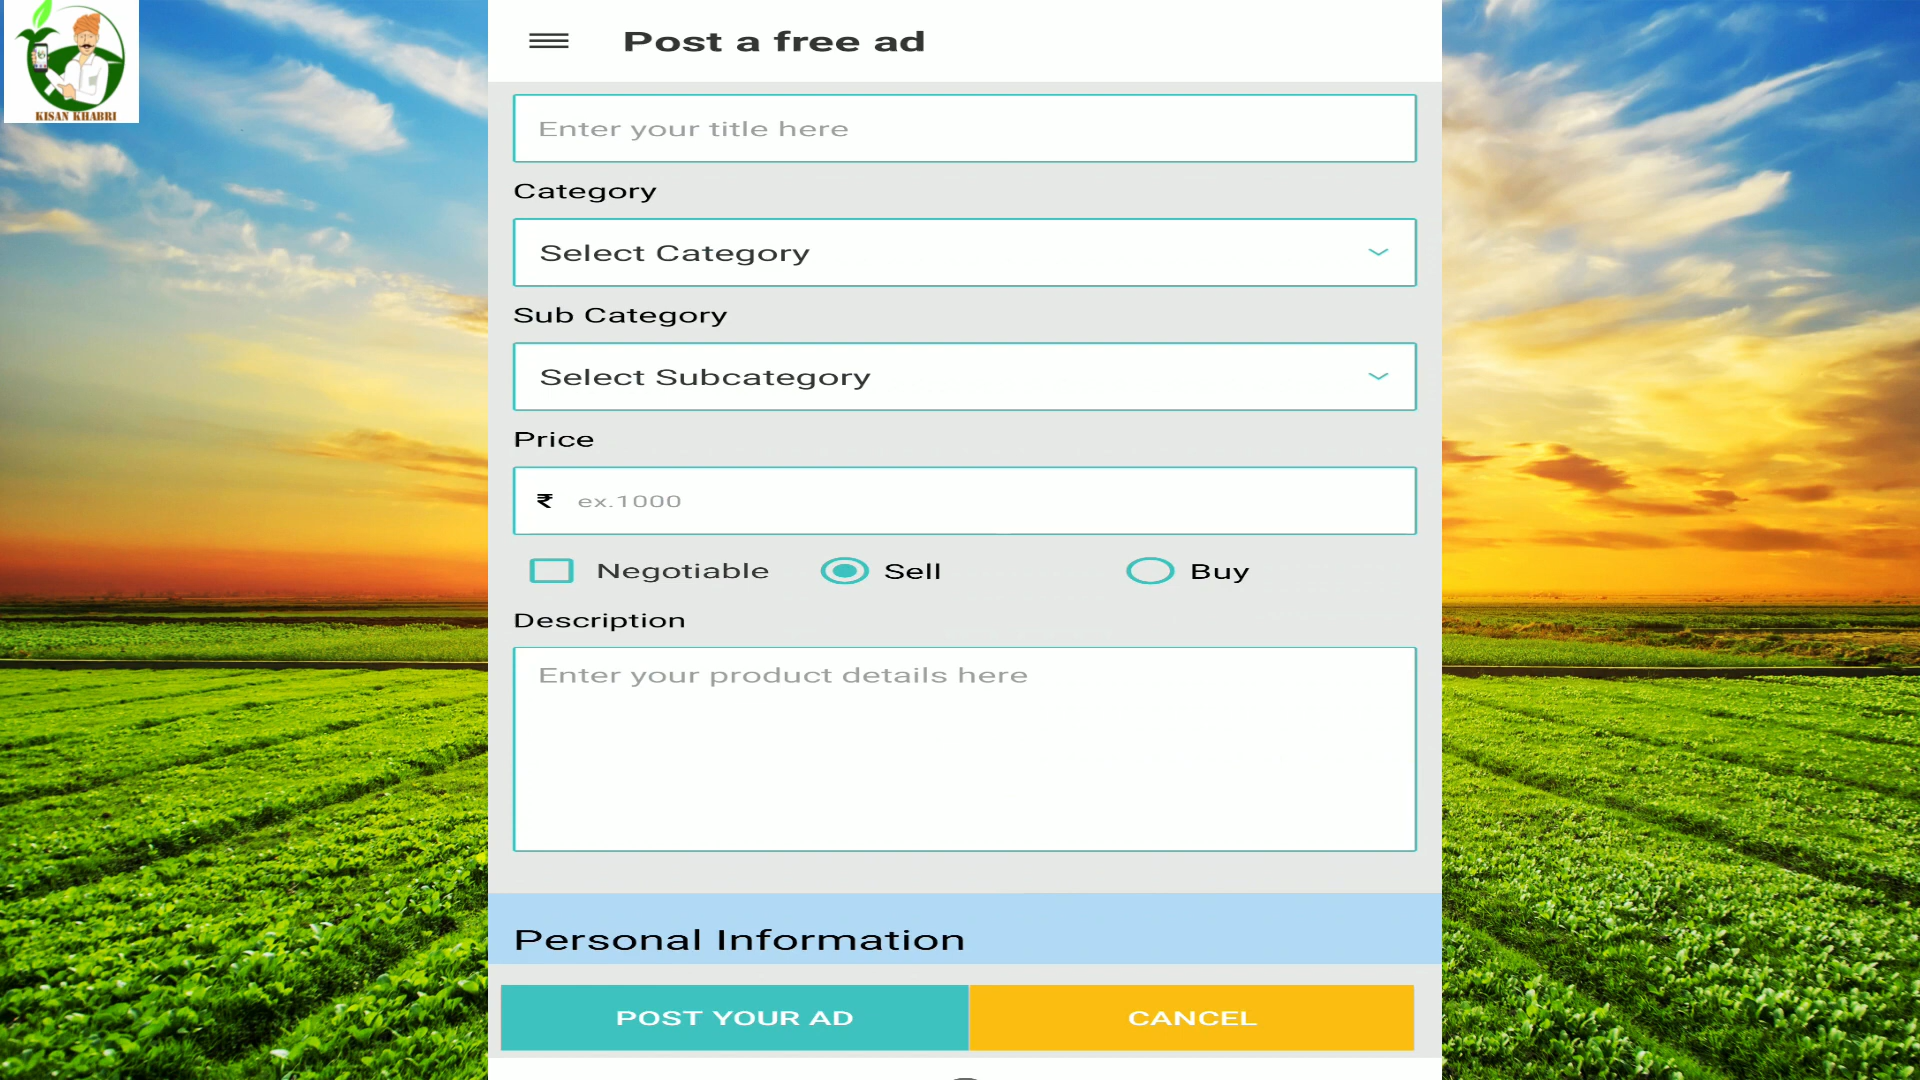 KISAN KHABRI
Post a free ad
Enter your title here
Category
Select Category
Sub Category
Select Subcategory
Price
₹ ex.1000
Negotiable Sell Buy
Description
Enter your product details here
Personal Information
POST YOUR AD CANCEL